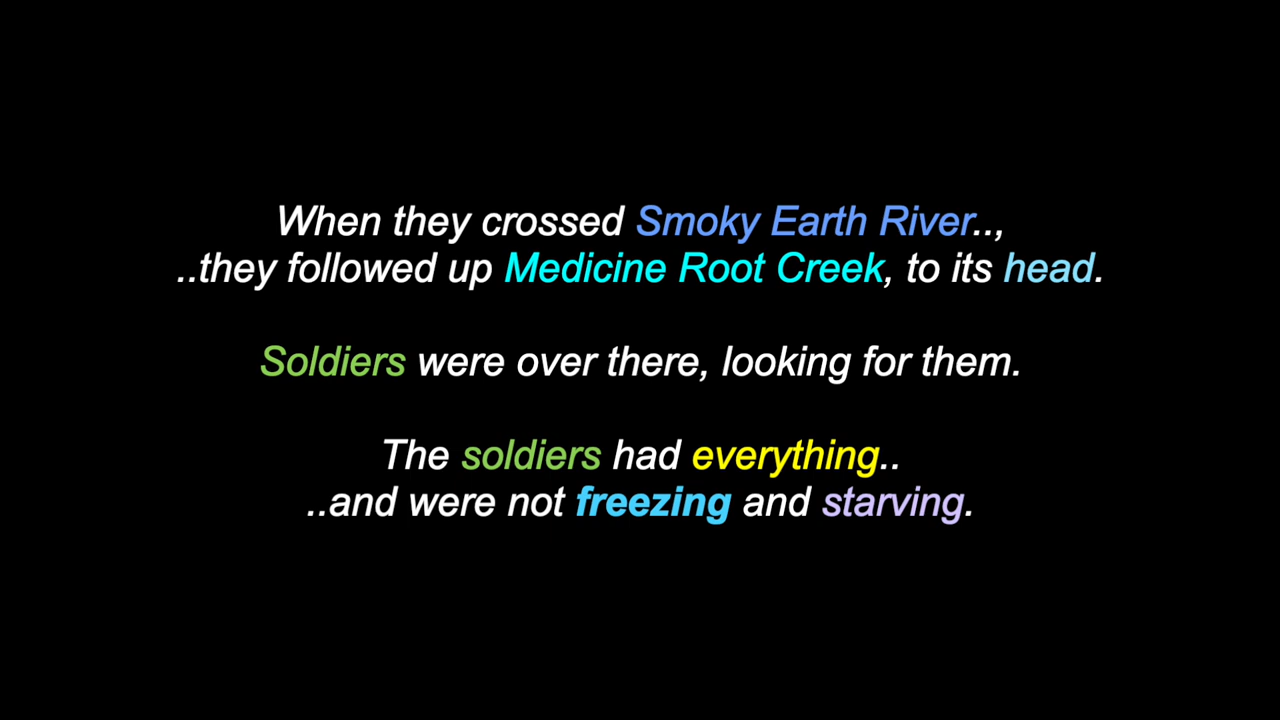 When they crossed Smoky Earth River..,
..they followed up Medicine Root Creek, to its head.
Soldiers were over there, looking for them.
The soldiers had everything..
..and were not freezing and starving.